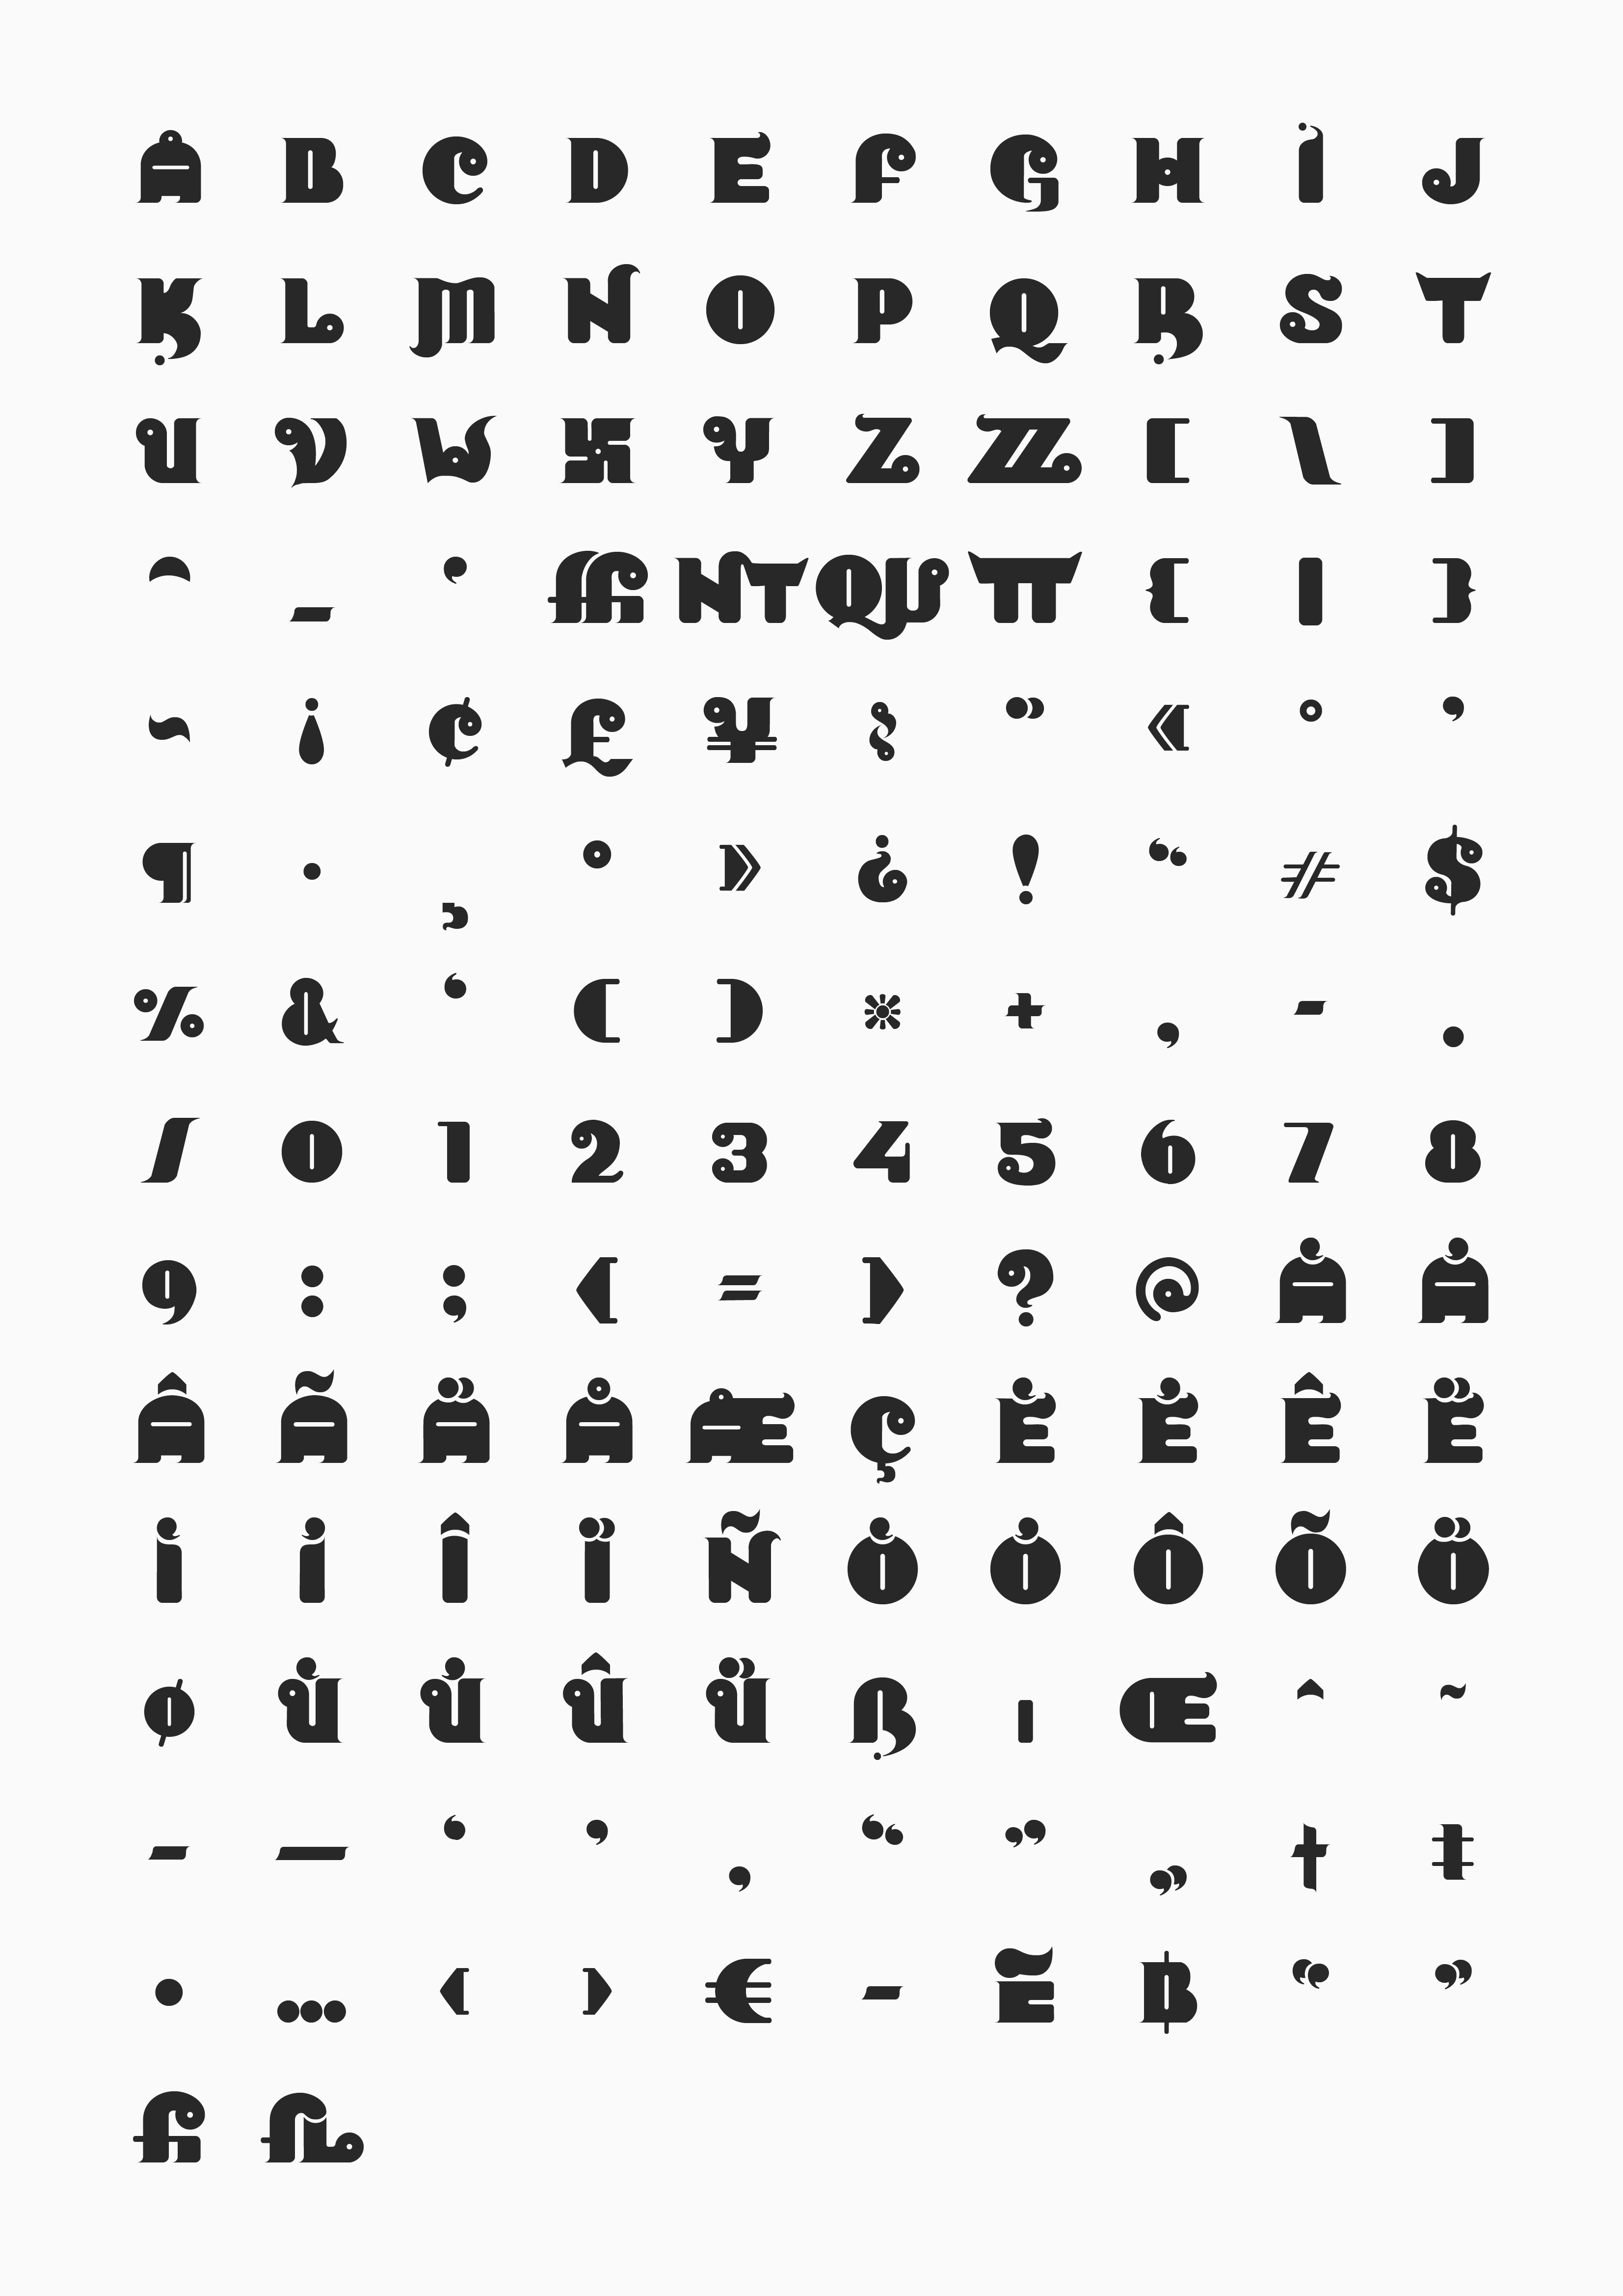 A B C D E F G H I J
K L M N O P Q R S T
U V W X Y Z ZZ [ \ ]
^ _ ` ffi NT QU TT { | }
~ ¡ ¢ £ ¥ § ¨ « ° ’
¶ · ¸ ° » ¿ ! “ # $
% & ‘ ( ) * + , - .
/ 0 1 2 3 4 5 6 7 8
9 : ; < = > ? @ À Á
Â Ã Ä Å Æ Ç È É Ê Ë
Ì Í Î Ï Ñ Ò Ó Ô Õ Ö
Ø Ù Ú Û Ü ß ı Œ ˆ ˜
– — ‘ ’ ‚ “ ” „ † ‡
• … ‹ › € - Ẽ ฿ “ ”
fi fl